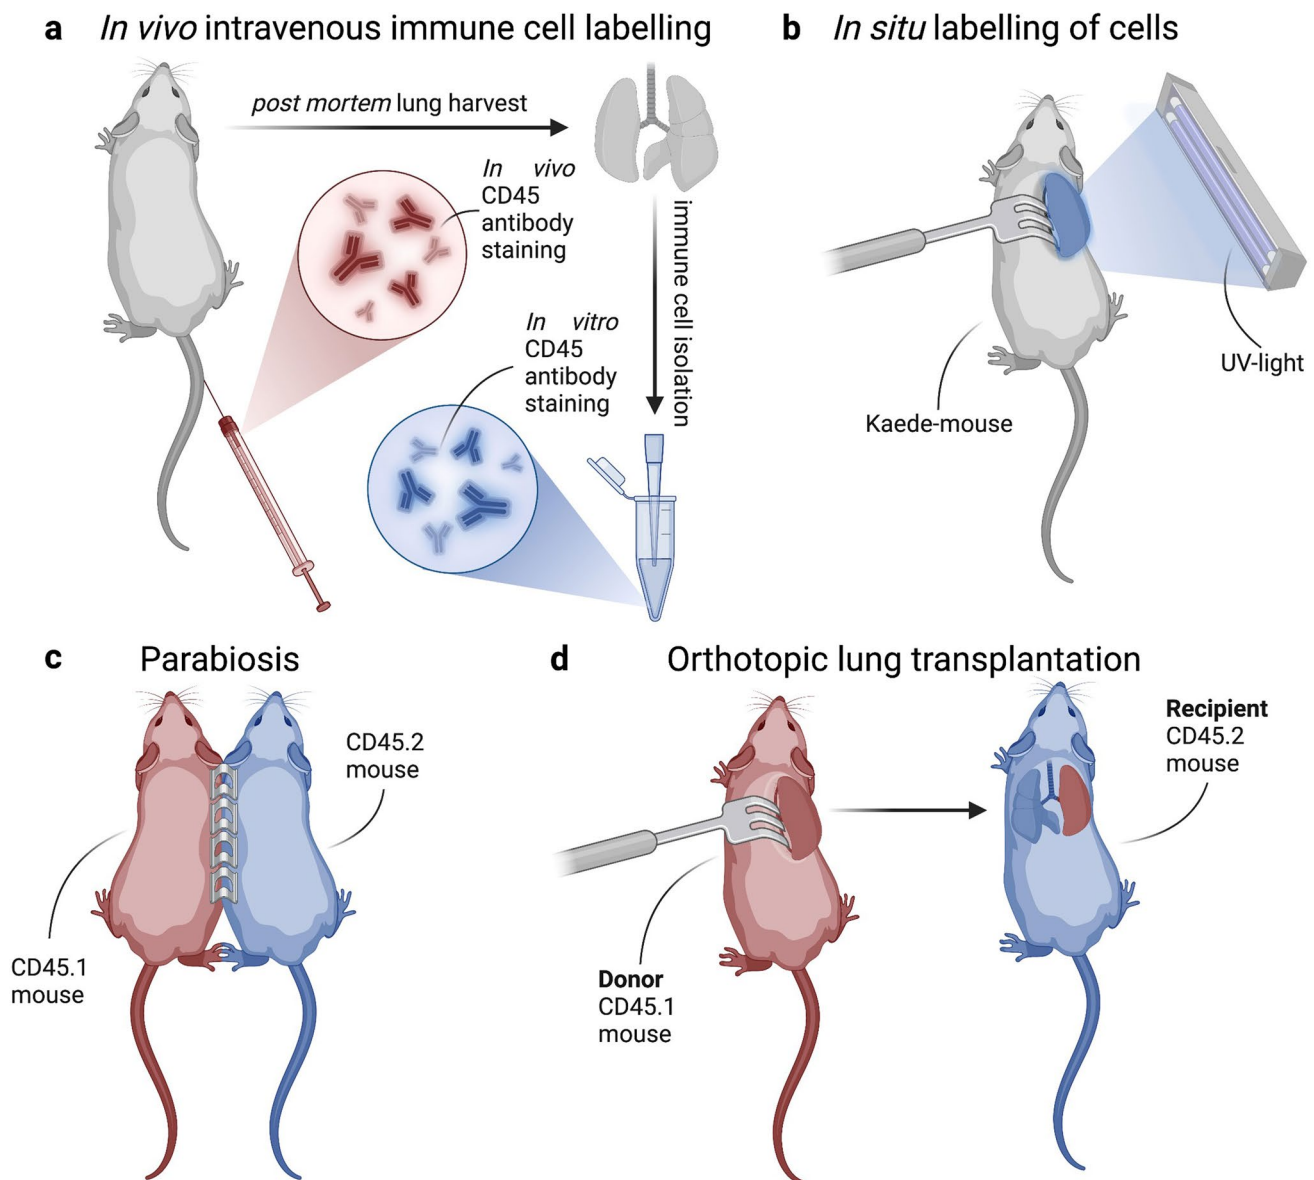 a In vivo intravenous immune cell labelling
post mortem lung harvest
In vivo
CD45
antibody
staining
immune cell isolation
In vitro
CD45
antibody
staining
b In situ labelling of cells
UV-light
Kaede-mouse
c Parabiosis
CD45.2
mouse
CD45.1
mouse
d Orthotopic lung transplantation
Recipient
CD45.2
mouse
Donor
CD45.1
mouse